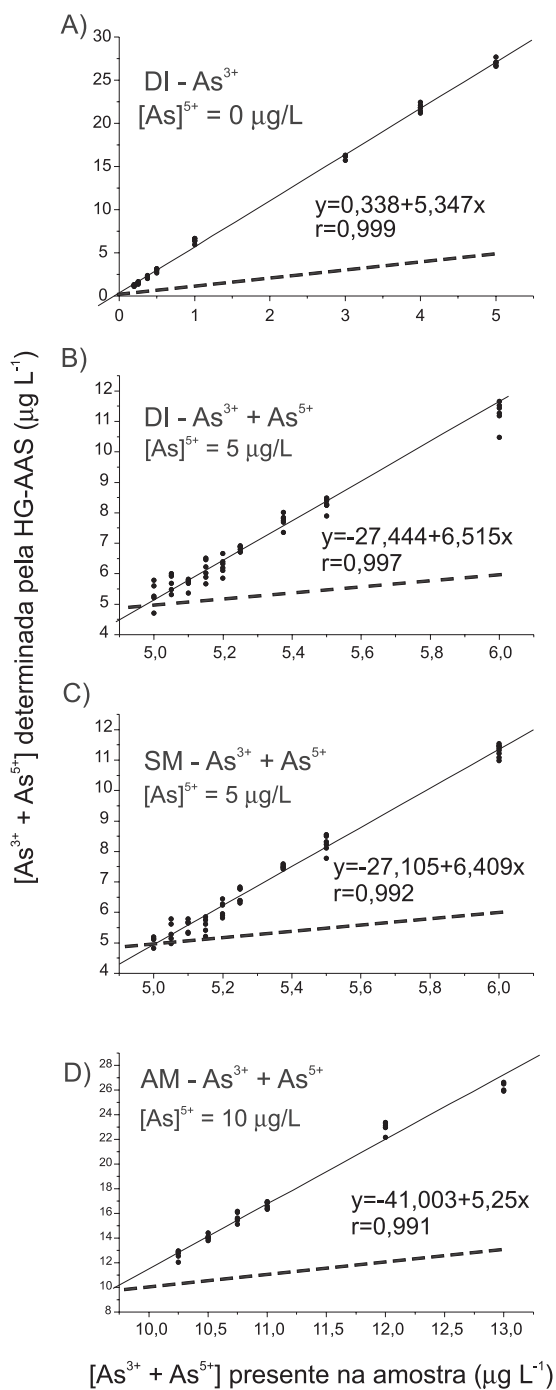 [As³⁺ + As⁵⁺] determinada pela HG-AAS (µg L⁻¹)
A)
DI - As³⁺
[As]⁵⁺ = 0 µg/L
y=0,338+5,347x
r=0,999
30
25
20
15
10
5
0
0 1 2 3 4 5
B)
DI - As³⁺ + As⁵⁺
[As]⁵⁺ = 5 µg/L
y=-27,444+6,515x
r=0,997
12
11
10
9
8
7
6
5
4
5,0 5,2 5,4 5,6 5,8 6,0
C)
SM - As³⁺ + As⁵⁺
[As]⁵⁺ = 5 µg/L
y=-27,105+6,409x
r=0,992
12
11
10
9
8
7
6
5
4
5,0 5,2 5,4 5,6 5,8 6,0
D)
AM - As³⁺ + As⁵⁺
[As]⁵⁺ = 10 µg/L
y=-41,003+5,25x
r=0,991
28
26
24
22
20
18
16
14
12
10
8
10,0 10,5 11,0 11,5 12,0 12,5 13,0
[As³⁺ + As⁵⁺] presente na amostra (µg L⁻¹)